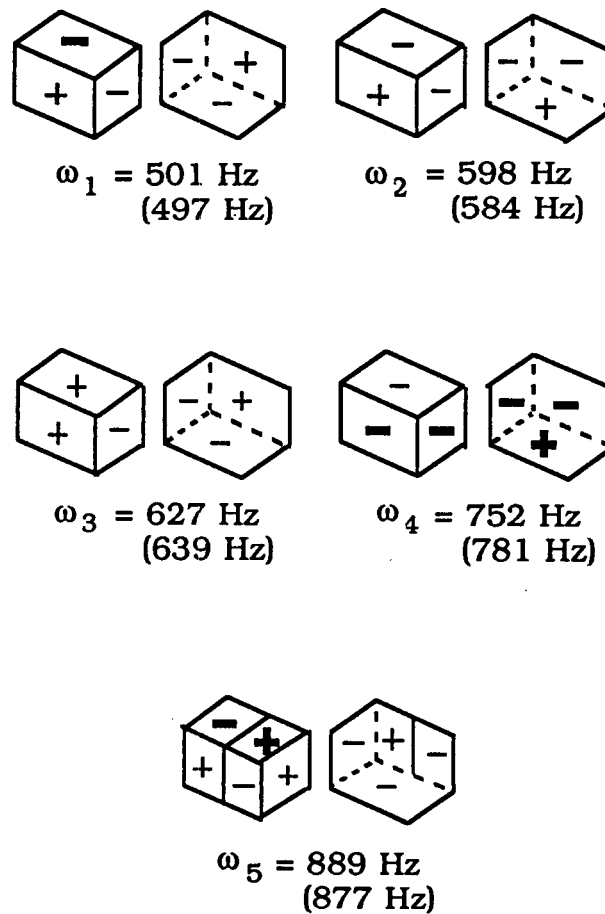 − + − − + −
− + − − − +
ω₁ = 501 Hz
(497 Hz)
ω₂ = 598 Hz
(584 Hz)
+ + − − + −
− − − − − +
ω₃ = 627 Hz
(639 Hz)
ω₄ = 752 Hz
(781 Hz)
− + + − + − + − −
ω₅ = 889 Hz
(877 Hz)